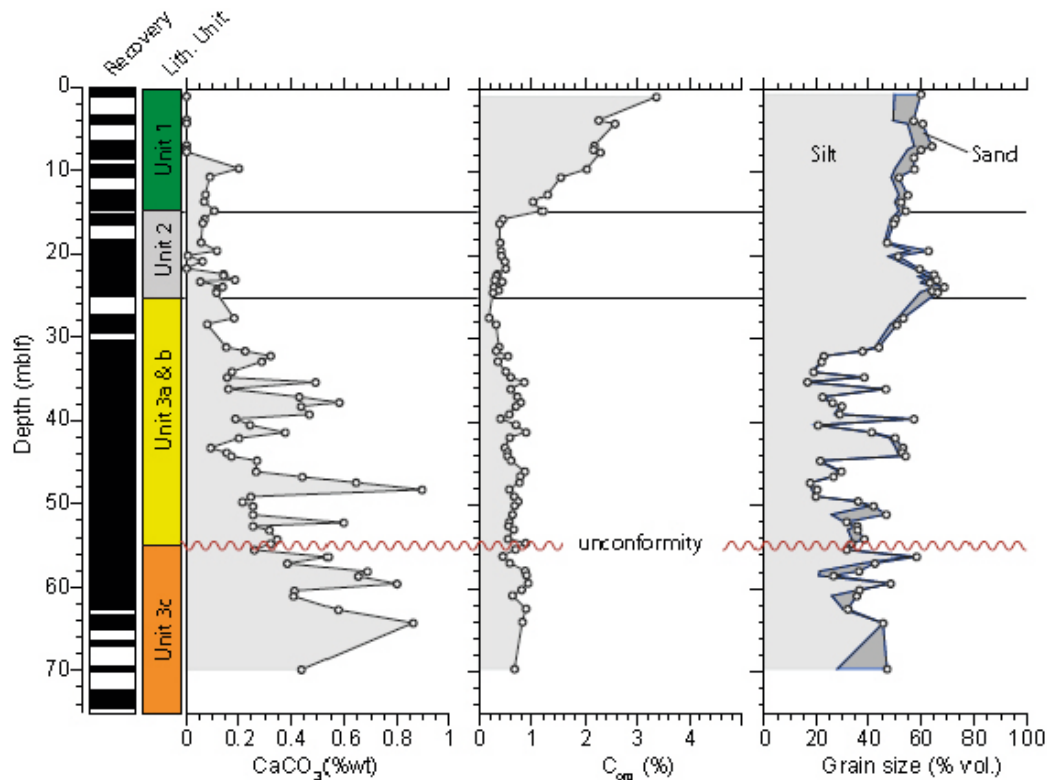 Recovery
Lith. Unit
0 0.2 0.4 0.6 0.8 1
CaCO3 (%wt)
0 1 2 3 4
Corg (%)
0 20 40 60 80 100
Grain size (% vol.)
0
10
20
30
40
50
60
70
Depth (mblf)
Unit 1
Unit 2
Unit 3a & b
Unit 3c
Silt
Sand
unconformity